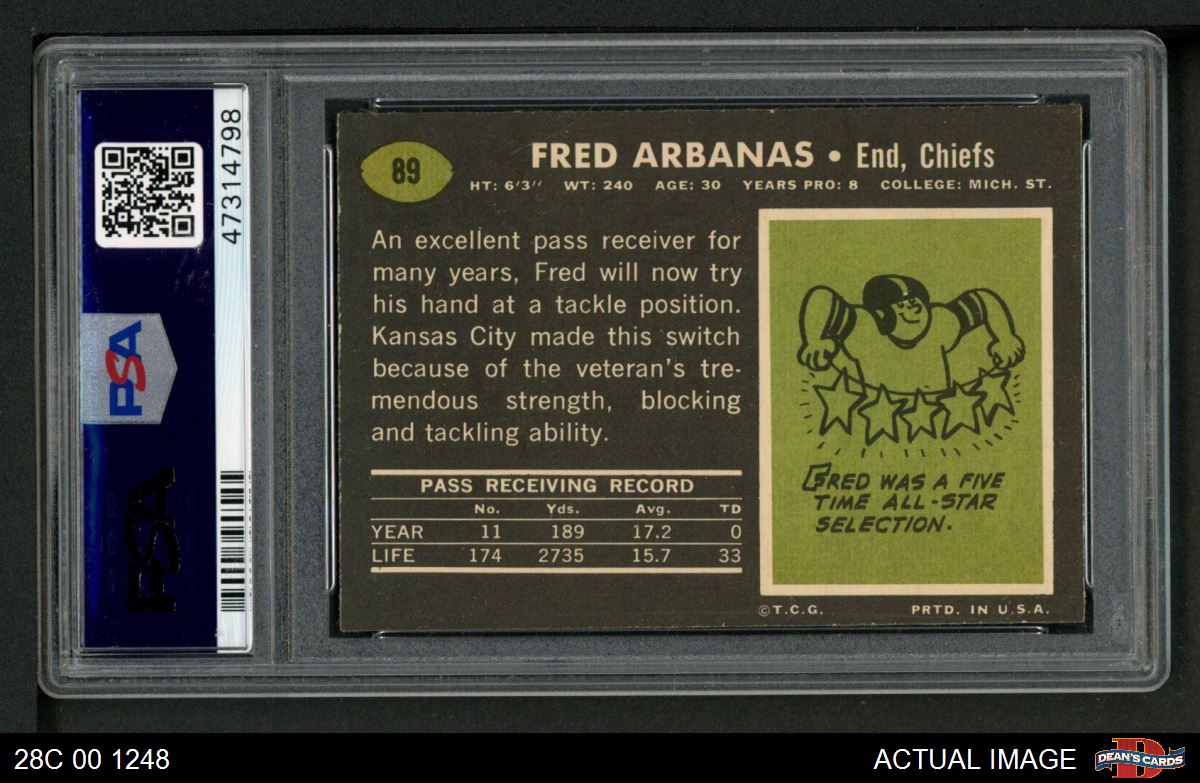 47314798
PSA
PSA
89
FRED ARBANAS • End, Chiefs
HT: 6'3'' WT: 240 AGE: 30 YEARS PRO: 8 COLLEGE: MICH. ST.
An excellent pass receiver for
many years, Fred will now try
his hand at a tackle position.
Kansas City made this switch
because of the veteran's tre-
mendous strength, blocking
and tackling ability.
PASS RECEIVING RECORD
No. Yds. Avg. TD
YEAR 11 189 17.2 0
LIFE 174 2735 15.7 33
FRED WAS A FIVE
TIME ALL-STAR
SELECTION.
©T.C.G. PRTD. IN U.S.A.
28C 00 1248
ACTUAL IMAGE
D
DEAN'S CARDS